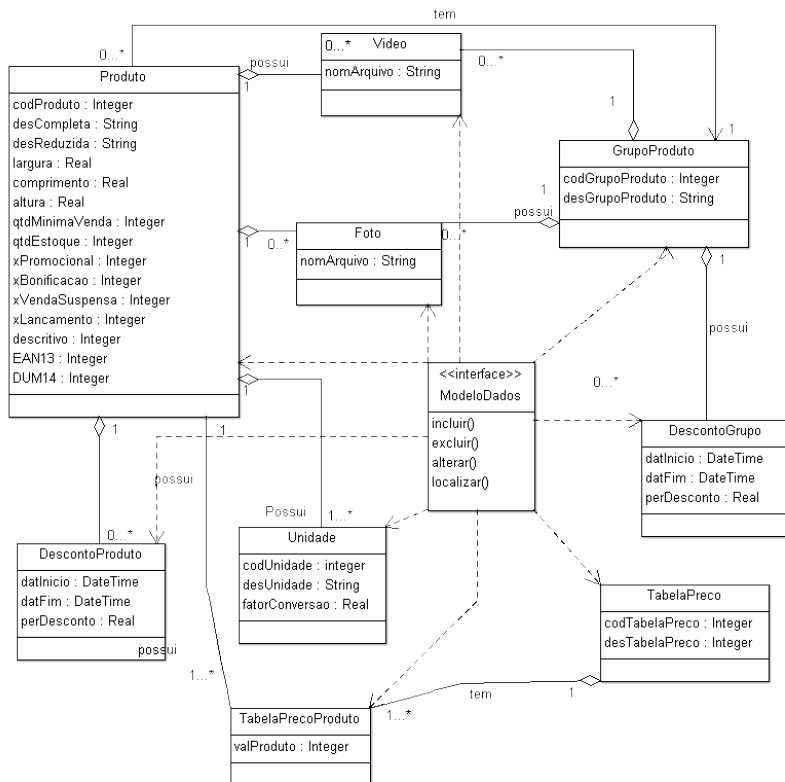 tem
0...*
possui
0...*
Video
0...*
nomArquivo : String
1
1
1
Produto
codProduto : Integer
desCompleta : String
desReduzida : String
largura : Real
comprimento : Real
altura : Real
qtdMinimaVenda : Integer
qtdEstoque : Integer
xPromocional : Integer
xBonificacao : Integer
xVendaSuspensa : Integer
xLancamento : Integer
descritivo : Integer
EAN13 : Integer
DUM14 : Integer
GrupoProduto
codGrupoProduto : Integer
desGrupoProduto : String
1
possui
0...*
1
0...*
Foto
nomArquivo : String
1
possui
<<interface>>
ModeloDados
incluir()
excluir()
alterar()
localizar()
0...*
1
1
1
DescontoGrupo
datInicio : DateTime
datFim : DateTime
perDesconto : Real
possui
Possui
1...*
0...*
DescontoProduto
datInicio : DateTime
datFim : DateTime
perDesconto : Real
possui
Unidade
codUnidade : integer
desUnidade : String
fatorConversao : Real
TabelaPreco
codTabelaPreco : Integer
desTabelaPreco : Integer
1...*
1
tem
1...*
TabelaPrecoProduto
valProduto : Integer